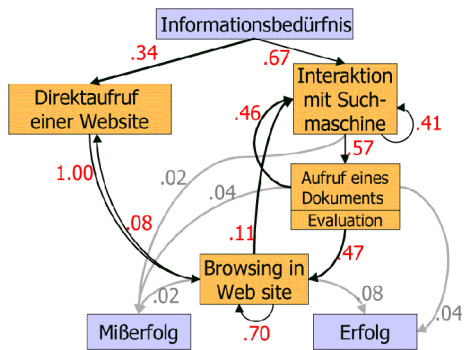 Informationsbedürfnis
.34
.67
Direktaufruf
einer Website
Interaktion
mit Such-
maschine
.46
.41
.57
1.00
.02
.04
Aufruf eines
Dokuments
Evaluation
.08
.11
.47
Browsing in
Web site
.02
.08
.04
.70
Mißerfolg
Erfolg